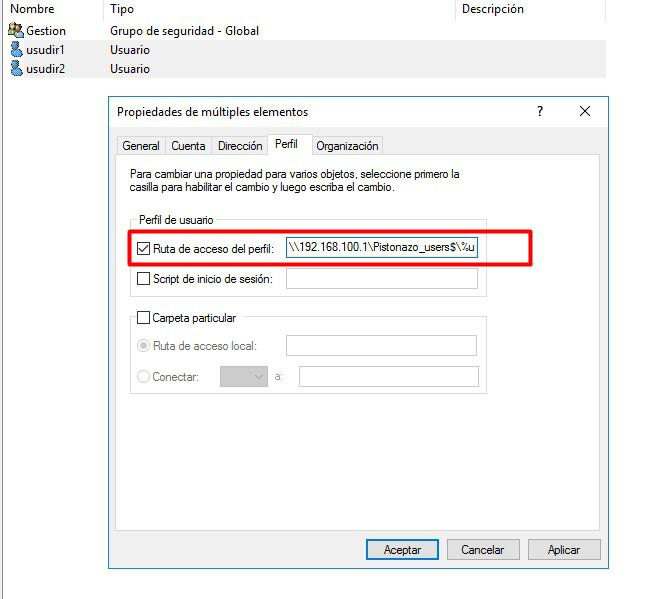 Nombre Tipo Descripción
Gestion Grupo de seguridad - Global
usudir1 Usuario
usudir2 Usuario
Propiedades de múltiples elementos ? ✕
General Cuenta Dirección Perfil Organización
Para cambiar una propiedad para varios objetos, seleccione primero la
casilla para habilitar el cambio y luego escriba el cambio.
Perfil de usuario
Ruta de acceso del perfil: \\192.168.100.1\Pistonazo_users$\%u
Script de inicio de sesión:
Carpeta particular
Ruta de acceso local:
Conectar: a:
Aceptar Cancelar Aplicar